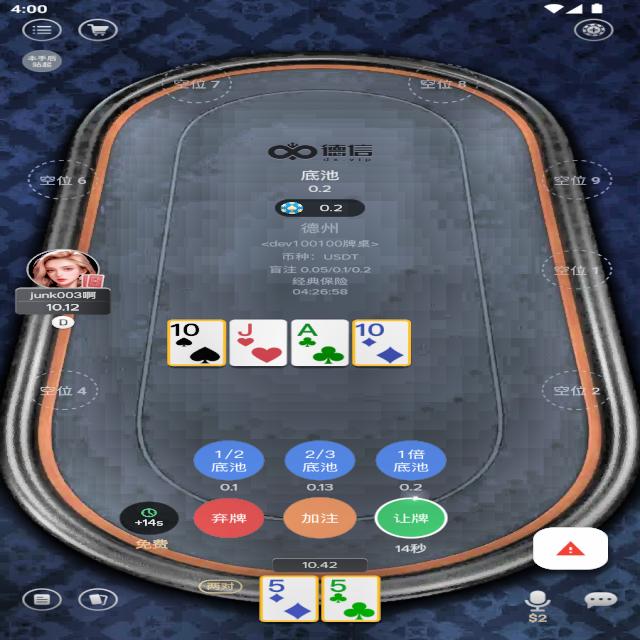 4:00
本手后
站起
空位 7
空位 8
德信
dx.vip
底池
0.2
0.2
空位 6
空位 9
德州
<dev100100牌桌>
币种：USDT
盲注 0.05/0.1/0.2
经典保险
04:26:58
空位 1
junk003啊
10.12
D
10
J
A
10
空位 4
空位 2
1/2
底池
2/3
底池
1倍
底池
0.1
0.13
0.2
+14s
弃牌
加注
让牌
免费
14秒
10.42
两对
5
5
$2